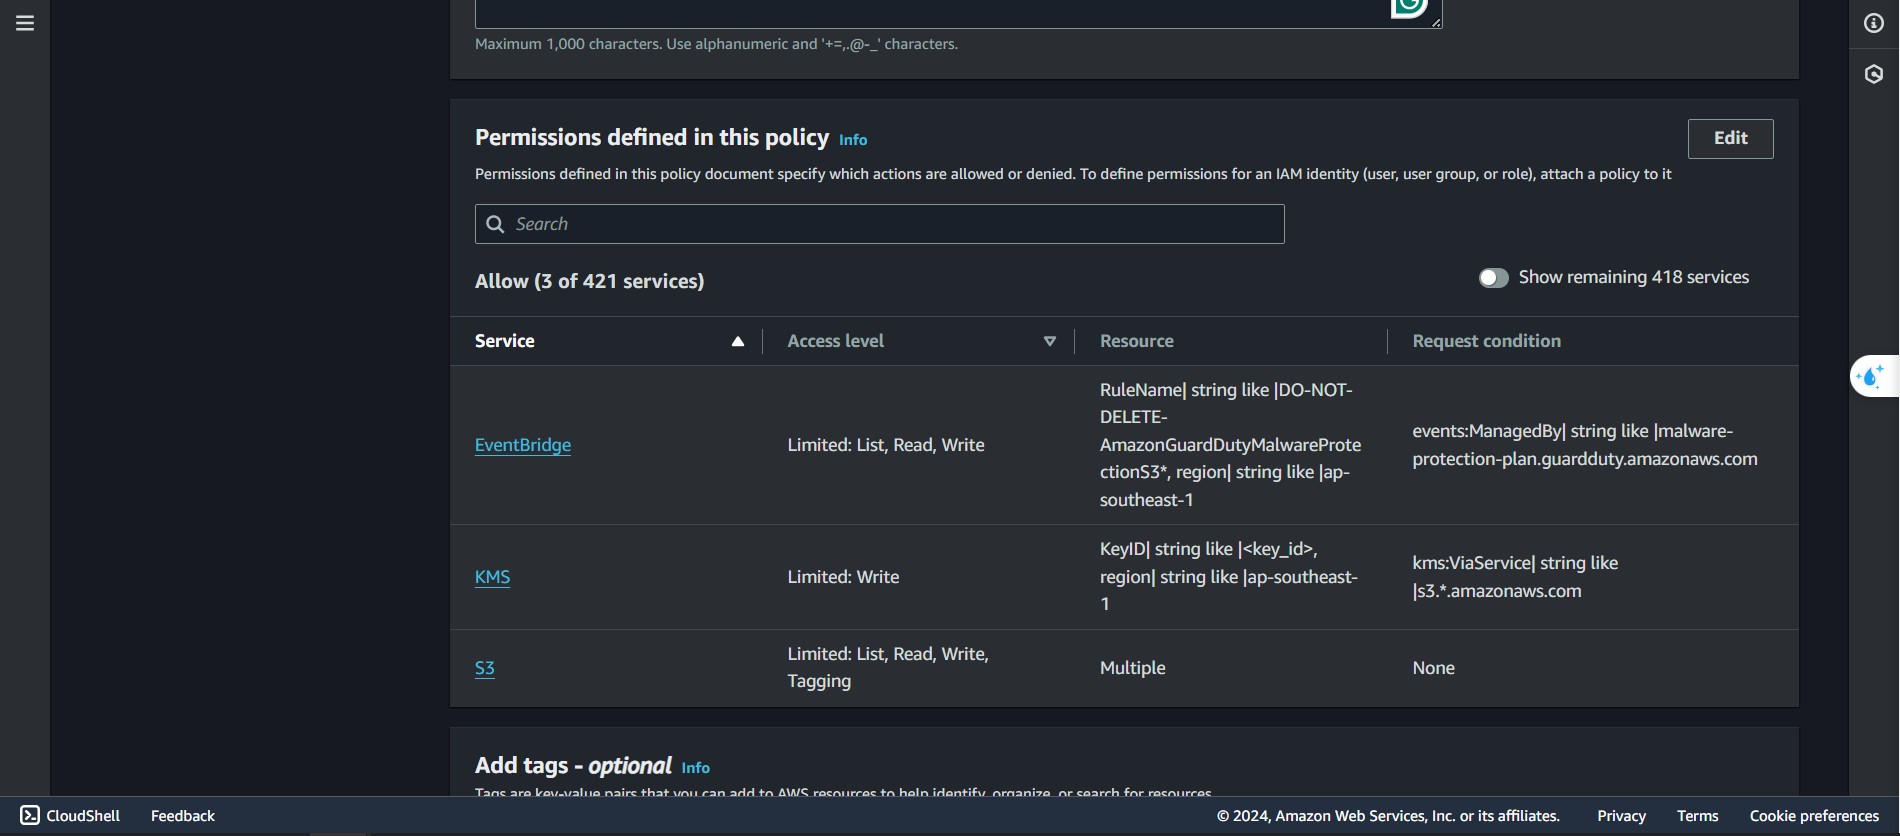 Maximum 1,000 characters. Use alphanumeric and '+=,.@-_' characters.
Permissions defined in this policy Info
Edit
Permissions defined in this policy document specify which actions are allowed or denied. To define permissions for an IAM identity (user, user group, or role), attach a policy to it
Search
Allow (3 of 421 services)
Show remaining 418 services
Service
Access level
Resource
Request condition
EventBridge
Limited: List, Read, Write
RuleName| string like |DO-NOT-
DELETE-
AmazonGuardDutyMalwareProte
ctionS3*, region| string like |ap-
southeast-1
events:ManagedBy| string like |malware-
protection-plan.guardduty.amazonaws.com
KMS
Limited: Write
KeyID| string like |<key_id>,
region| string like |ap-southeast-
1
kms:ViaService| string like
|s3.*.amazonaws.com
S3
Limited: List, Read, Write,
Tagging
Multiple
None
Add tags - optional Info
Tags are key-value pairs that you can add to AWS resources to help identify, organize, or search for resources.
CloudShell
Feedback
© 2024, Amazon Web Services, Inc. or its affiliates.
Privacy
Terms
Cookie preferences